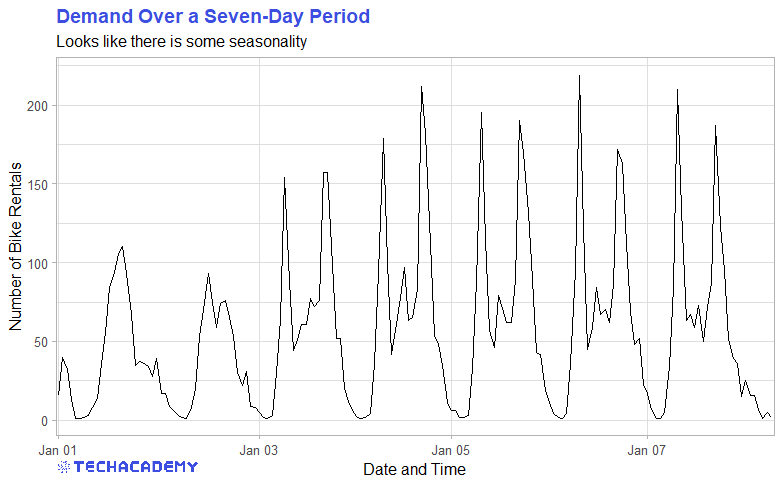 Demand Over a Seven-Day Period
Looks like there is some seasonality
Number of Bike Rentals
200
150
100
50
0
Jan 01
Jan 03
Jan 05
Jan 07
Date and Time
TECHACADEMY